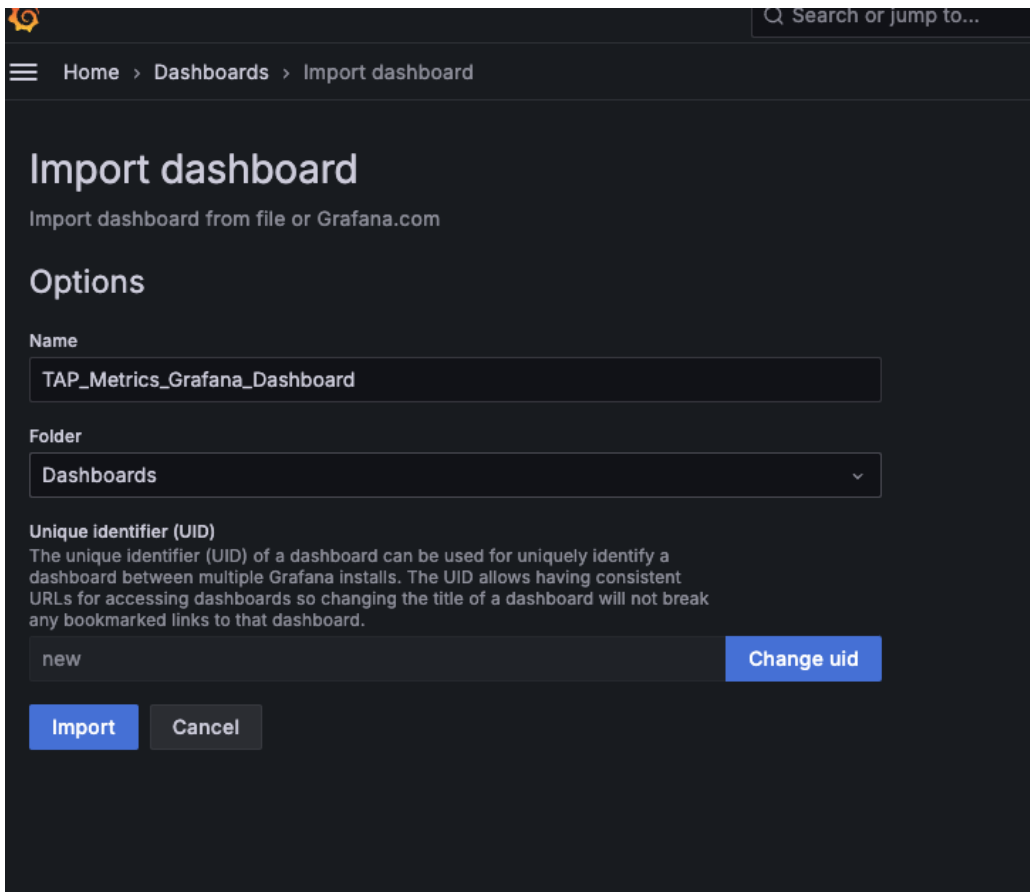 Search or jump to...
Home › Dashboards › Import dashboard
Import dashboard
Import dashboard from file or Grafana.com
Options
Name
TAP_Metrics_Grafana_Dashboard
Folder
Dashboards
Unique identifier (UID)
The unique identifier (UID) of a dashboard can be used for uniquely identify a
dashboard between multiple Grafana installs. The UID allows having consistent
URLs for accessing dashboards so changing the title of a dashboard will not break
any bookmarked links to that dashboard.
new
Change uid
Import
Cancel